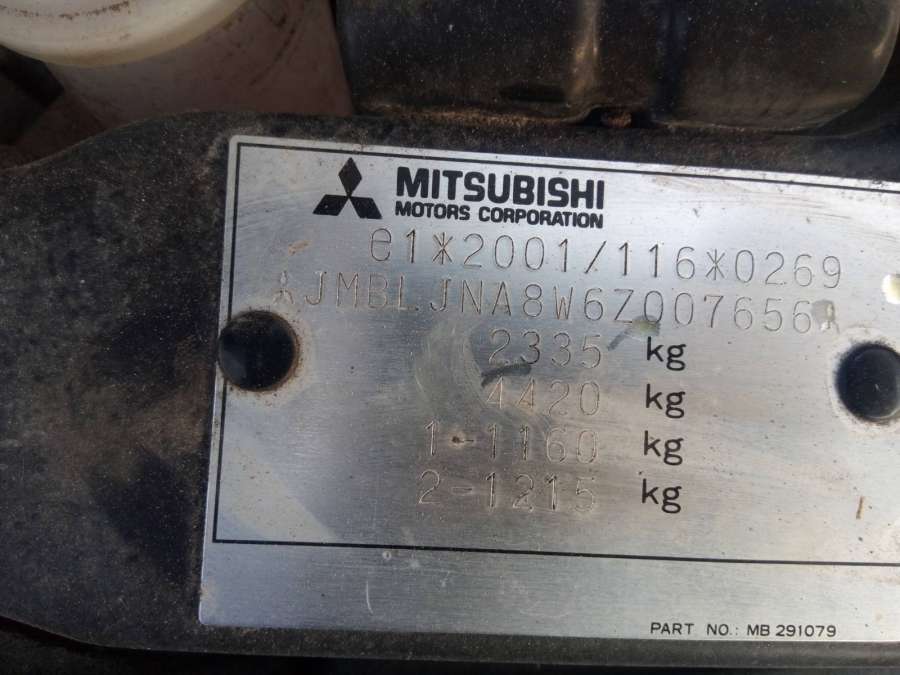 MITSUBISHI
MOTORS CORPORATION
e1*2001/116*0269
JMBLJNA8W6Z007656
2335 kg
4420 kg
1-1160 kg
2-1215 kg
PART NO.: MB 291079